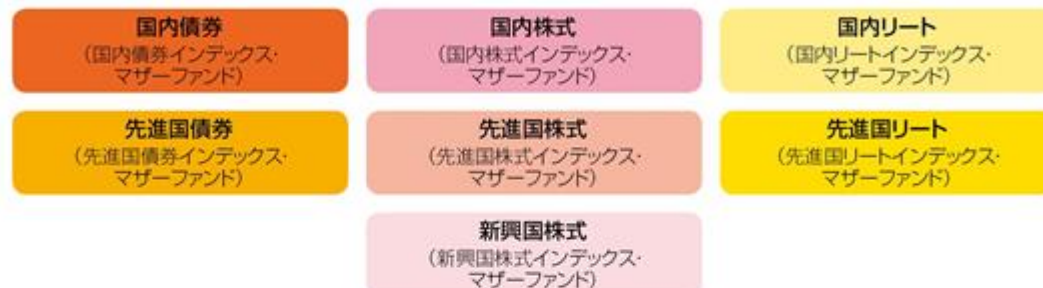 国内債券
(国内債券インデックス・
マザーファンド)
国内株式
(国内株式インデックス・
マザーファンド)
国内リート
(国内リートインデックス・
マザーファンド)
先進国債券
(先進国債券インデックス・
マザーファンド)
先進国株式
(先進国株式インデックス・
マザーファンド)
先進国リート
(先進国リートインデックス・
マザーファンド)
新興国株式
(新興国株式インデックス・
マザーファンド)